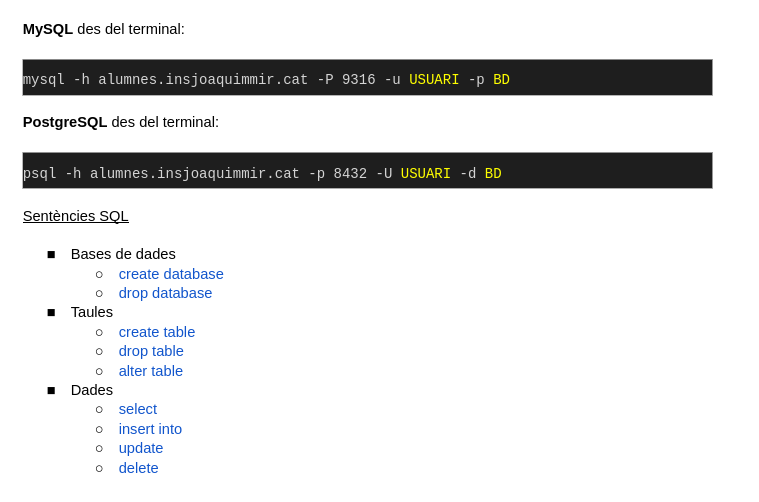 MySQL des del terminal:
mysql -h alumnes.insjoaquimmir.cat -P 9316 -u USUARI -p BD
PostgreSQL des del terminal:
psql -h alumnes.insjoaquimmir.cat -p 8432 -U USUARI -d BD
Sentències SQL
■ Bases de dades
○ create database
○ drop database
■ Taules
○ create table
○ drop table
○ alter table
■ Dades
○ select
○ insert into
○ update
○ delete